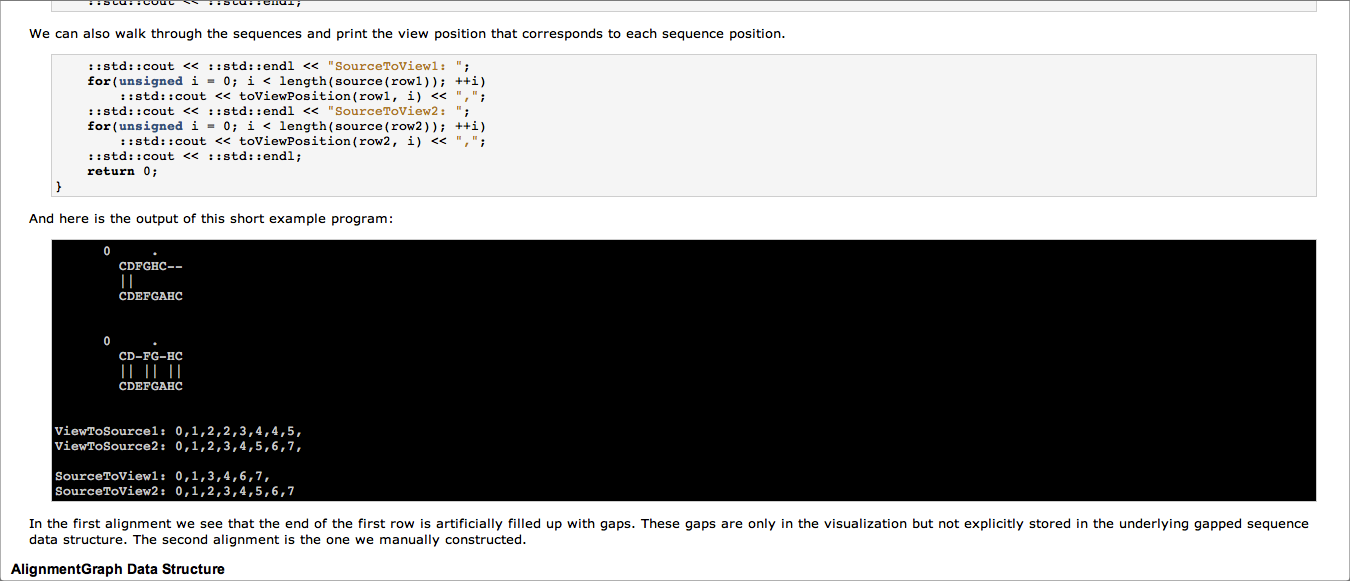 ::std::cout << ::std::endl;
We can also walk through the sequences and print the view position that corresponds to each sequence position.
::std::cout << ::std::endl << "SourceToView1: ";
for(unsigned i = 0; i < length(source(row1)); ++i)
::std::cout << toViewPosition(row1, i) << ",";
::std::cout << ::std::endl << "SourceToView2: ";
for(unsigned i = 0; i < length(source(row2)); ++i)
::std::cout << toViewPosition(row2, i) << ",";
::std::cout << ::std::endl;
return 0;
}
And here is the output of this short example program:
0     .
CDFGHC--
||
CDEFGAHC
0     .
CD-FG-HC
|| || ||
CDEFGAHC
ViewToSource1: 0,1,2,2,3,4,4,5,
ViewToSource2: 0,1,2,3,4,5,6,7,
SourceToView1: 0,1,3,4,6,7,
SourceToView2: 0,1,2,3,4,5,6,7
In the first alignment we see that the end of the first row is artificially filled up with gaps. These gaps are only in the visualization but not explicitly stored in the underlying gapped sequence
data structure. The second alignment is the one we manually constructed.
AlignmentGraph Data Structure